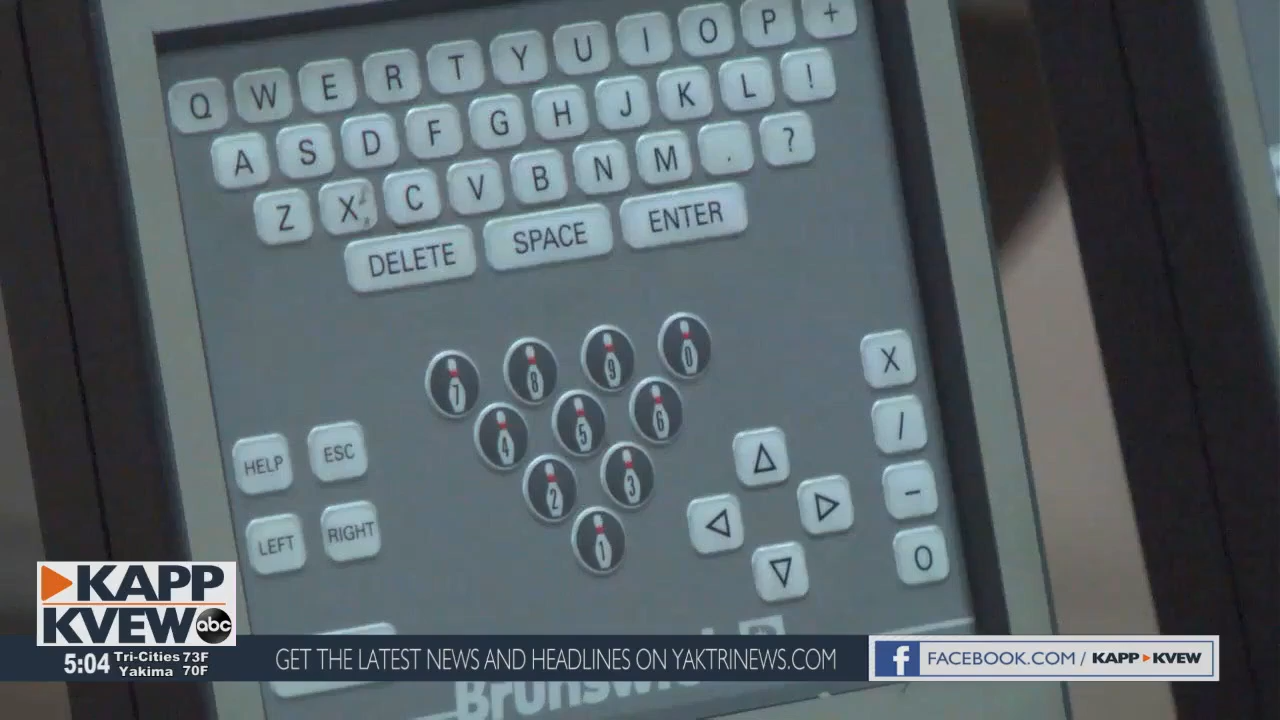 Q W E R T Y U I O P +
A S D F G H J K L !
Z X C V B N M . ?
DELETE SPACE ENTER
7 8 9 0
4 5 6
2 3
1
HELP ESC
LEFT RIGHT
X
/
−
O
KAPP
KVEW abc
5:04 Tri-Cities 73F
Yakima 70F
GET THE LATEST NEWS AND HEADLINES ON YAKTRINEWS.COM
f FACEBOOK.COM / KAPP KVEW